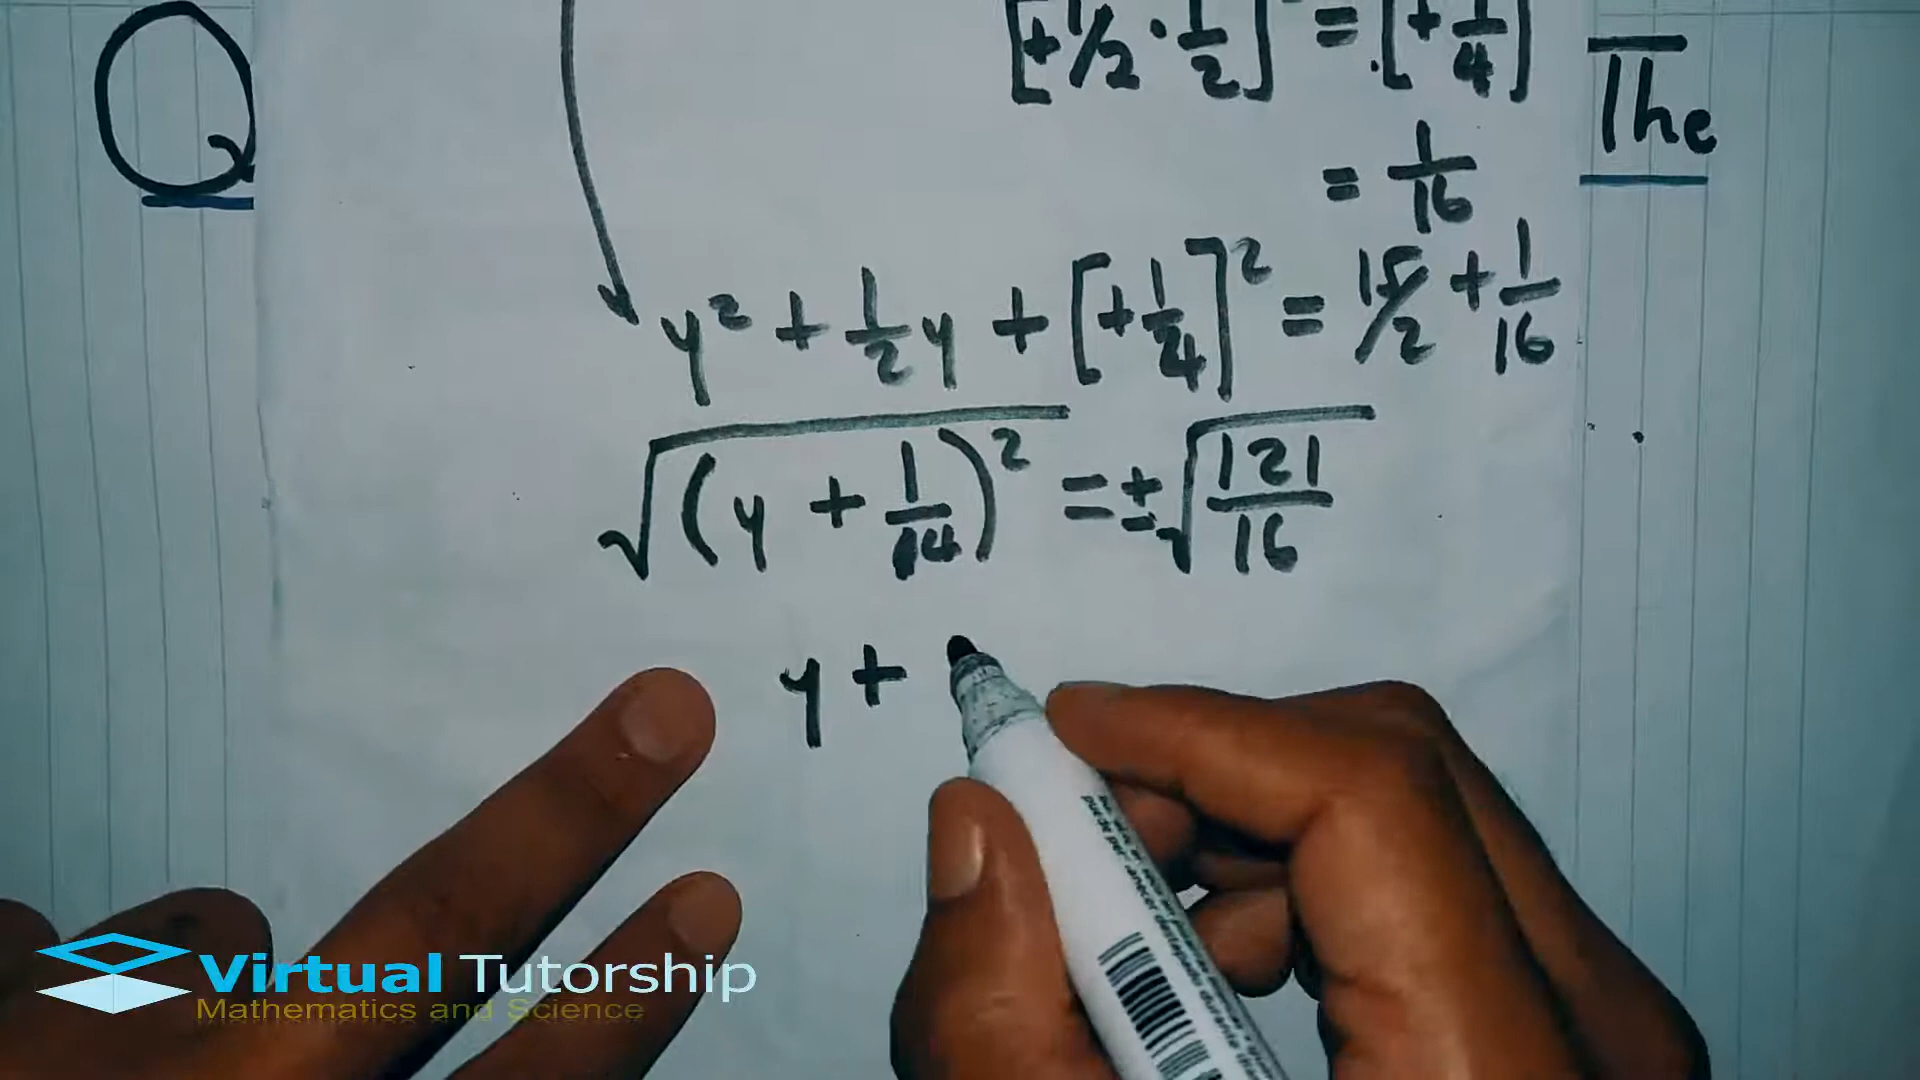 Q
The
[+1/2 · 1/2] = [+1/4]
= 1/16
y² + 1/2 y + [+1/4]² = 15/2 + 1/16
√(y + 1/4)² = ±√121/16
y +
Virtual Tutorship
Mathematics and Science